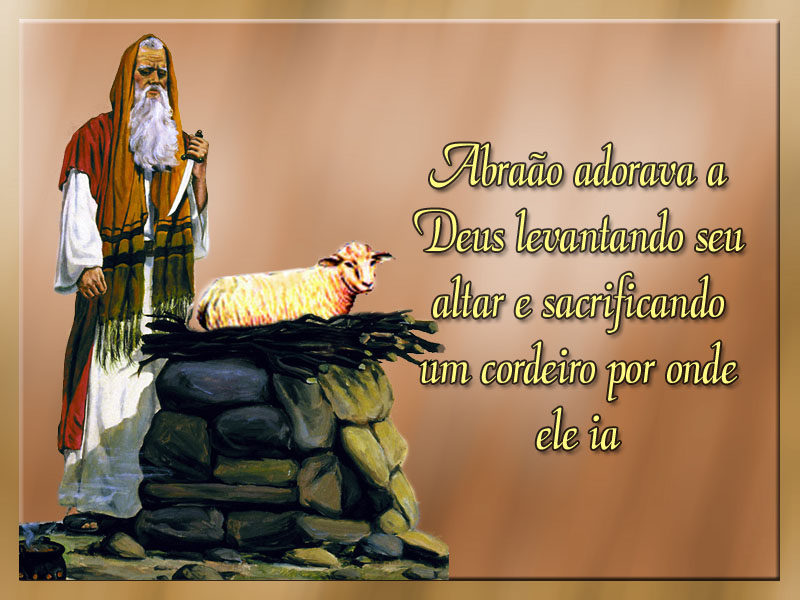 Abraão adorava a
Deus levantando seu
altar e sacrificando
um cordeiro por onde
ele ia